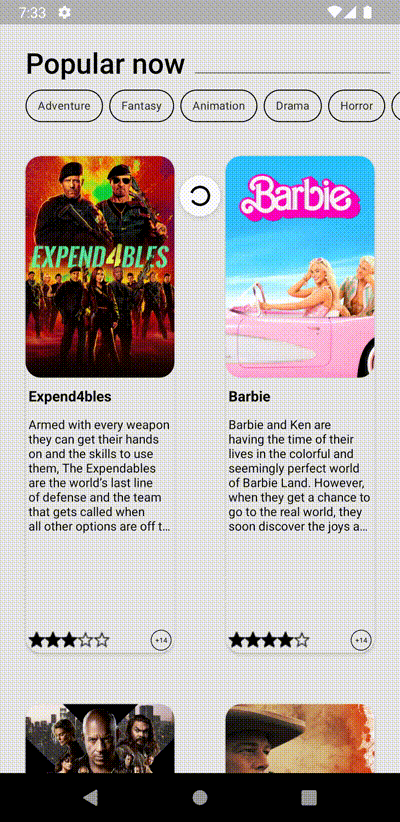 7:33
Popular now
Adventure
Fantasy
Animation
Drama
Horror
EXPEND4BLES
Barbie
Expend4bles
Armed with every weapon
they can get their hands
on and the skills to use
them, The Expendables
are the world's last line
of defense and the team
that gets called when
all other options are off t…
+14
Barbie
Barbie and Ken are
having the time of their
lives in the colorful and
seemingly perfect world
of Barbie Land. However,
when they get a chance to
go to the real world, they
soon discover the joys a…
+14